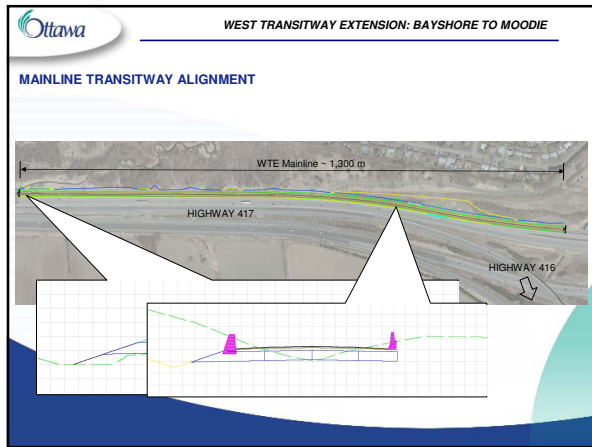 Ottawa
WEST TRANSITWAY EXTENSION: BAYSHORE TO MOODIE
MAINLINE TRANSITWAY ALIGNMENT
WTE Mainline ~ 1,300 m
HIGHWAY 417
HIGHWAY 416